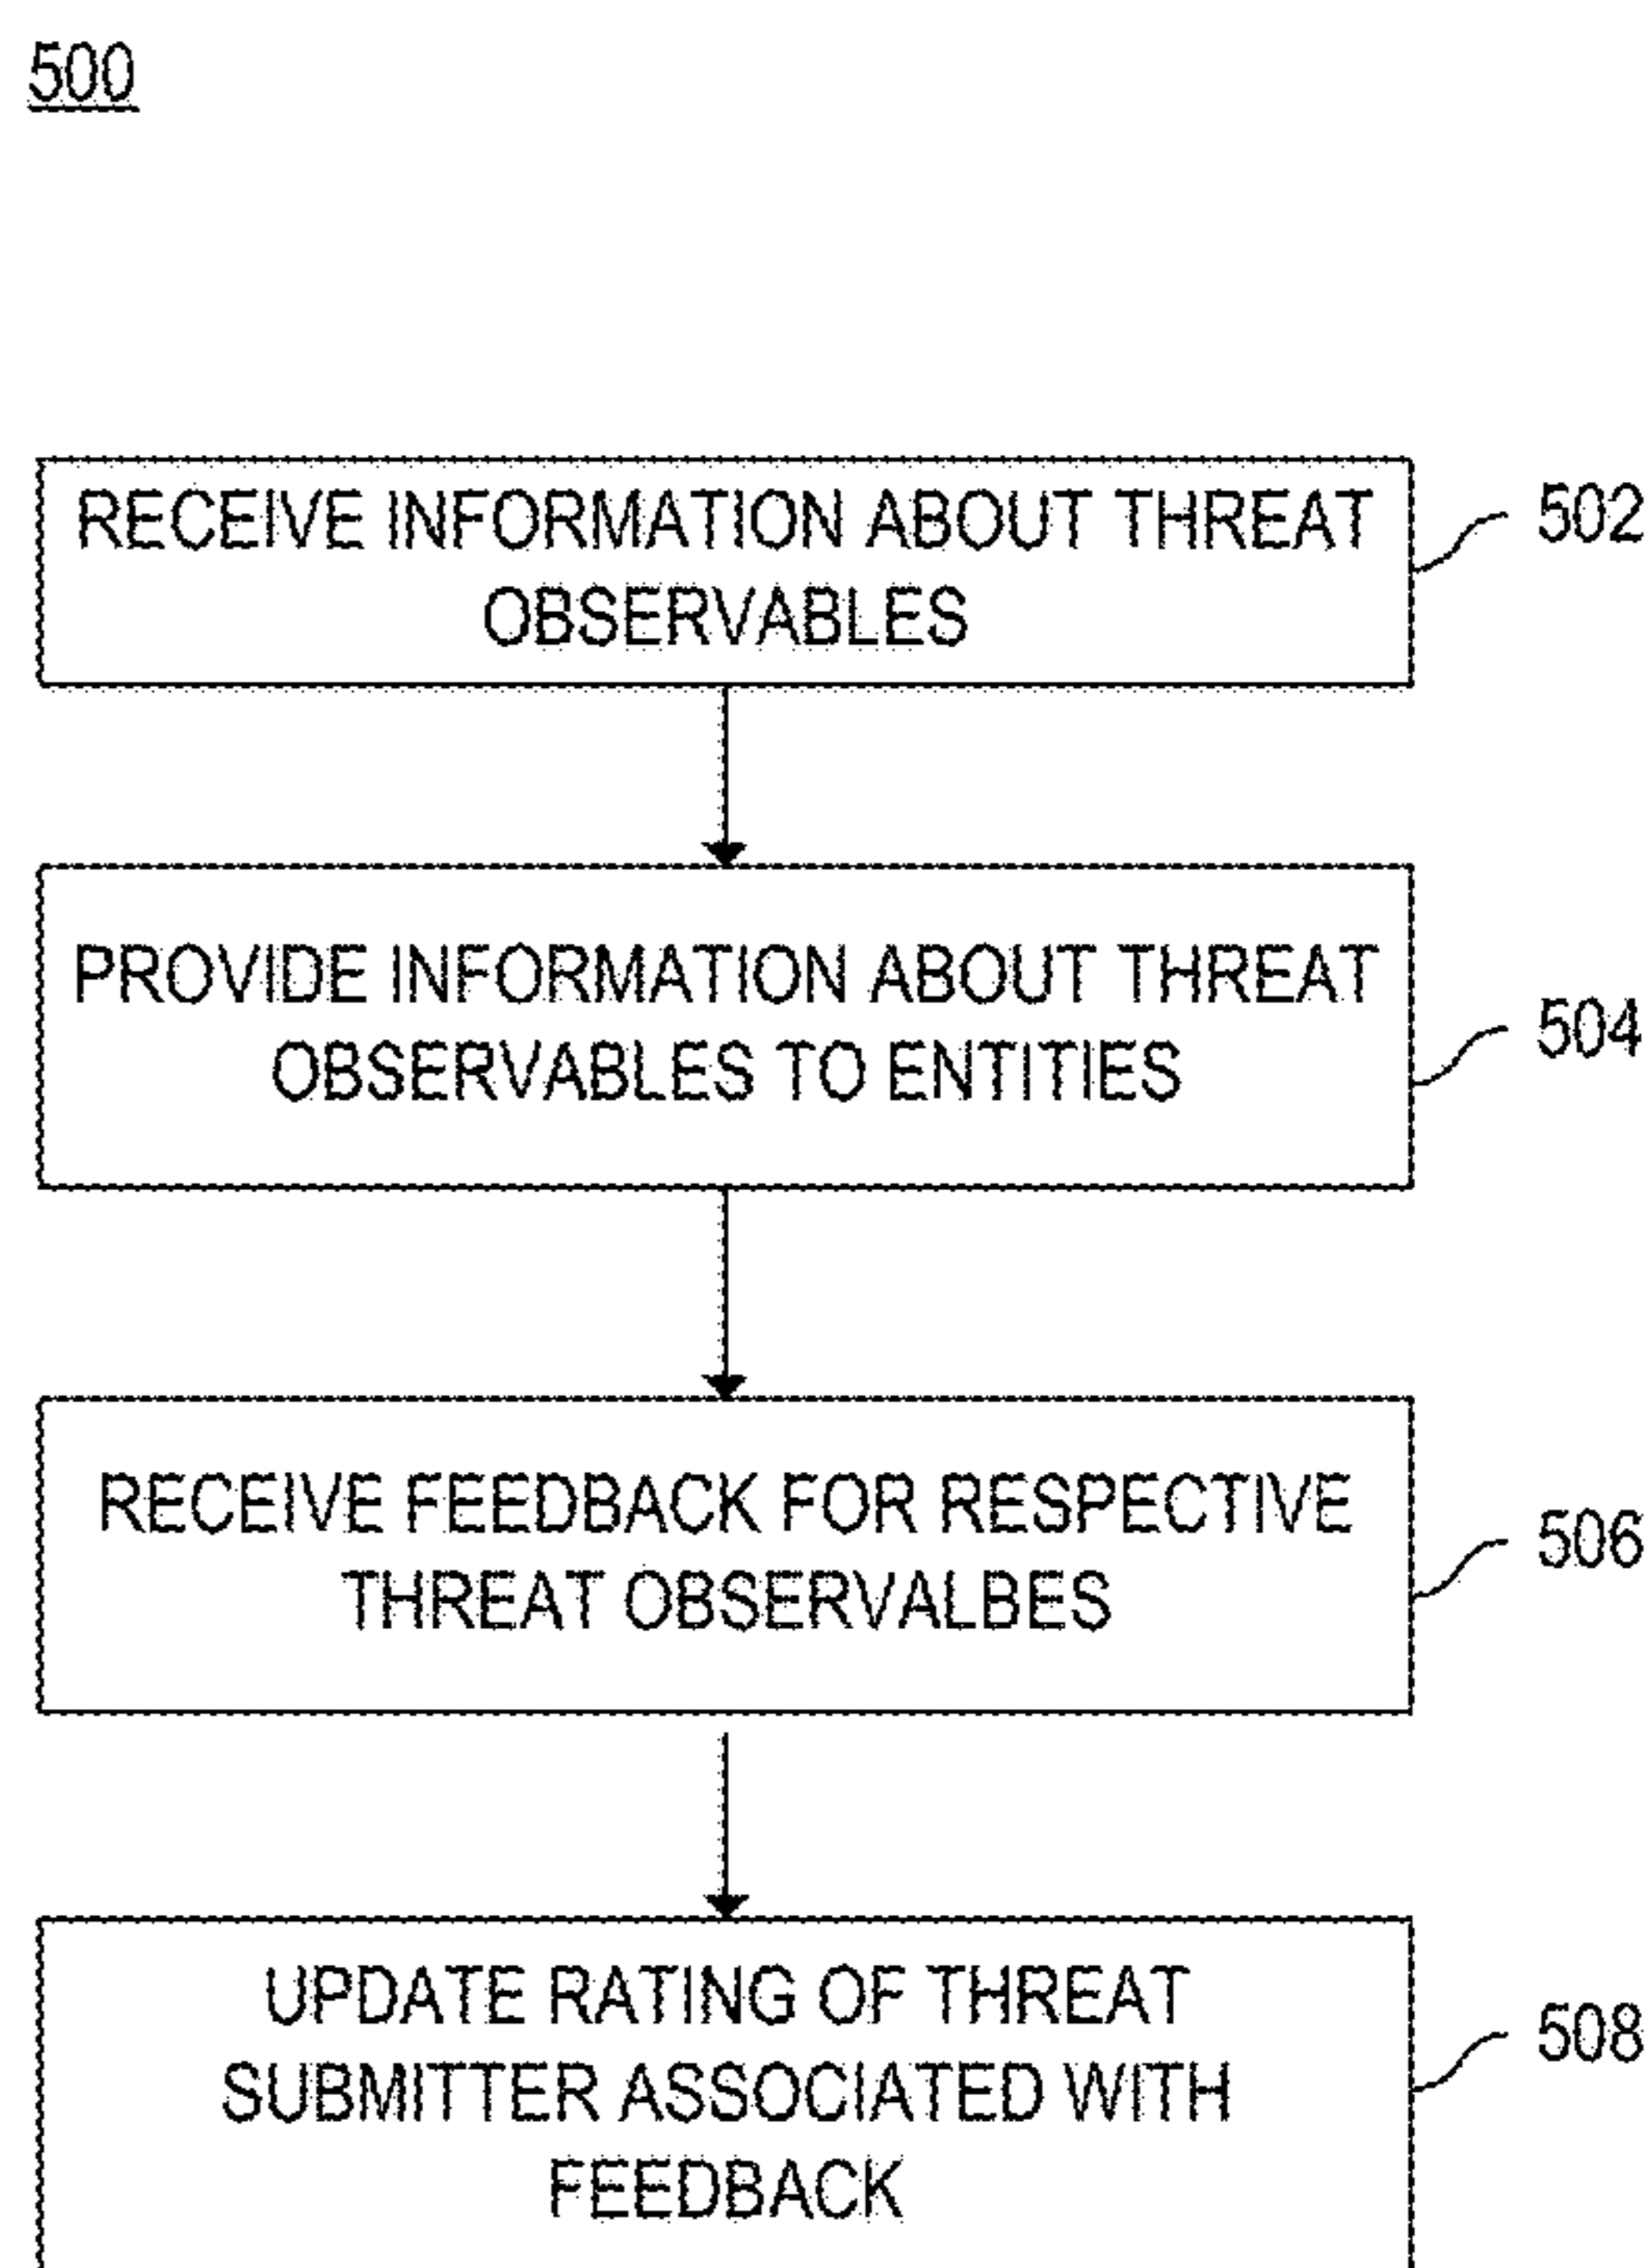 500
RECEIVE INFORMATION ABOUT THREAT
OBSERVABLES
502
PROVIDE INFORMATION ABOUT THREAT
OBSERVABLES TO ENTITIES
504
RECEIVE FEEDBACK FOR RESPECTIVE
THREAT OBSERVALBES
506
UPDATE RATING OF THREAT
SUBMITTER ASSOCIATED WITH
FEEDBACK
508